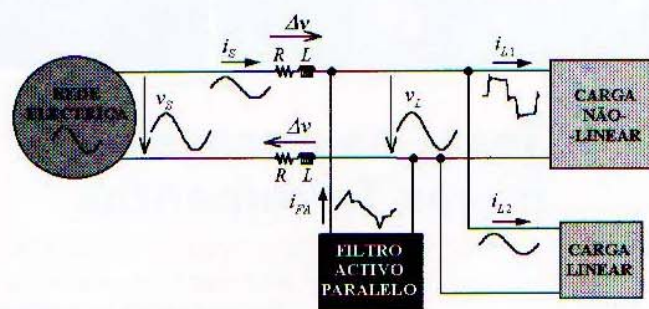 Δv
i_S
R L
i_L1
REDE
ELÉCTRICA
v_S
v_L
CARGA
NÃO-
-LINEAR
Δv
R L
i_FA
i_L2
FILTRO
ACTIVO
PARALELO
CARGA
LINEAR